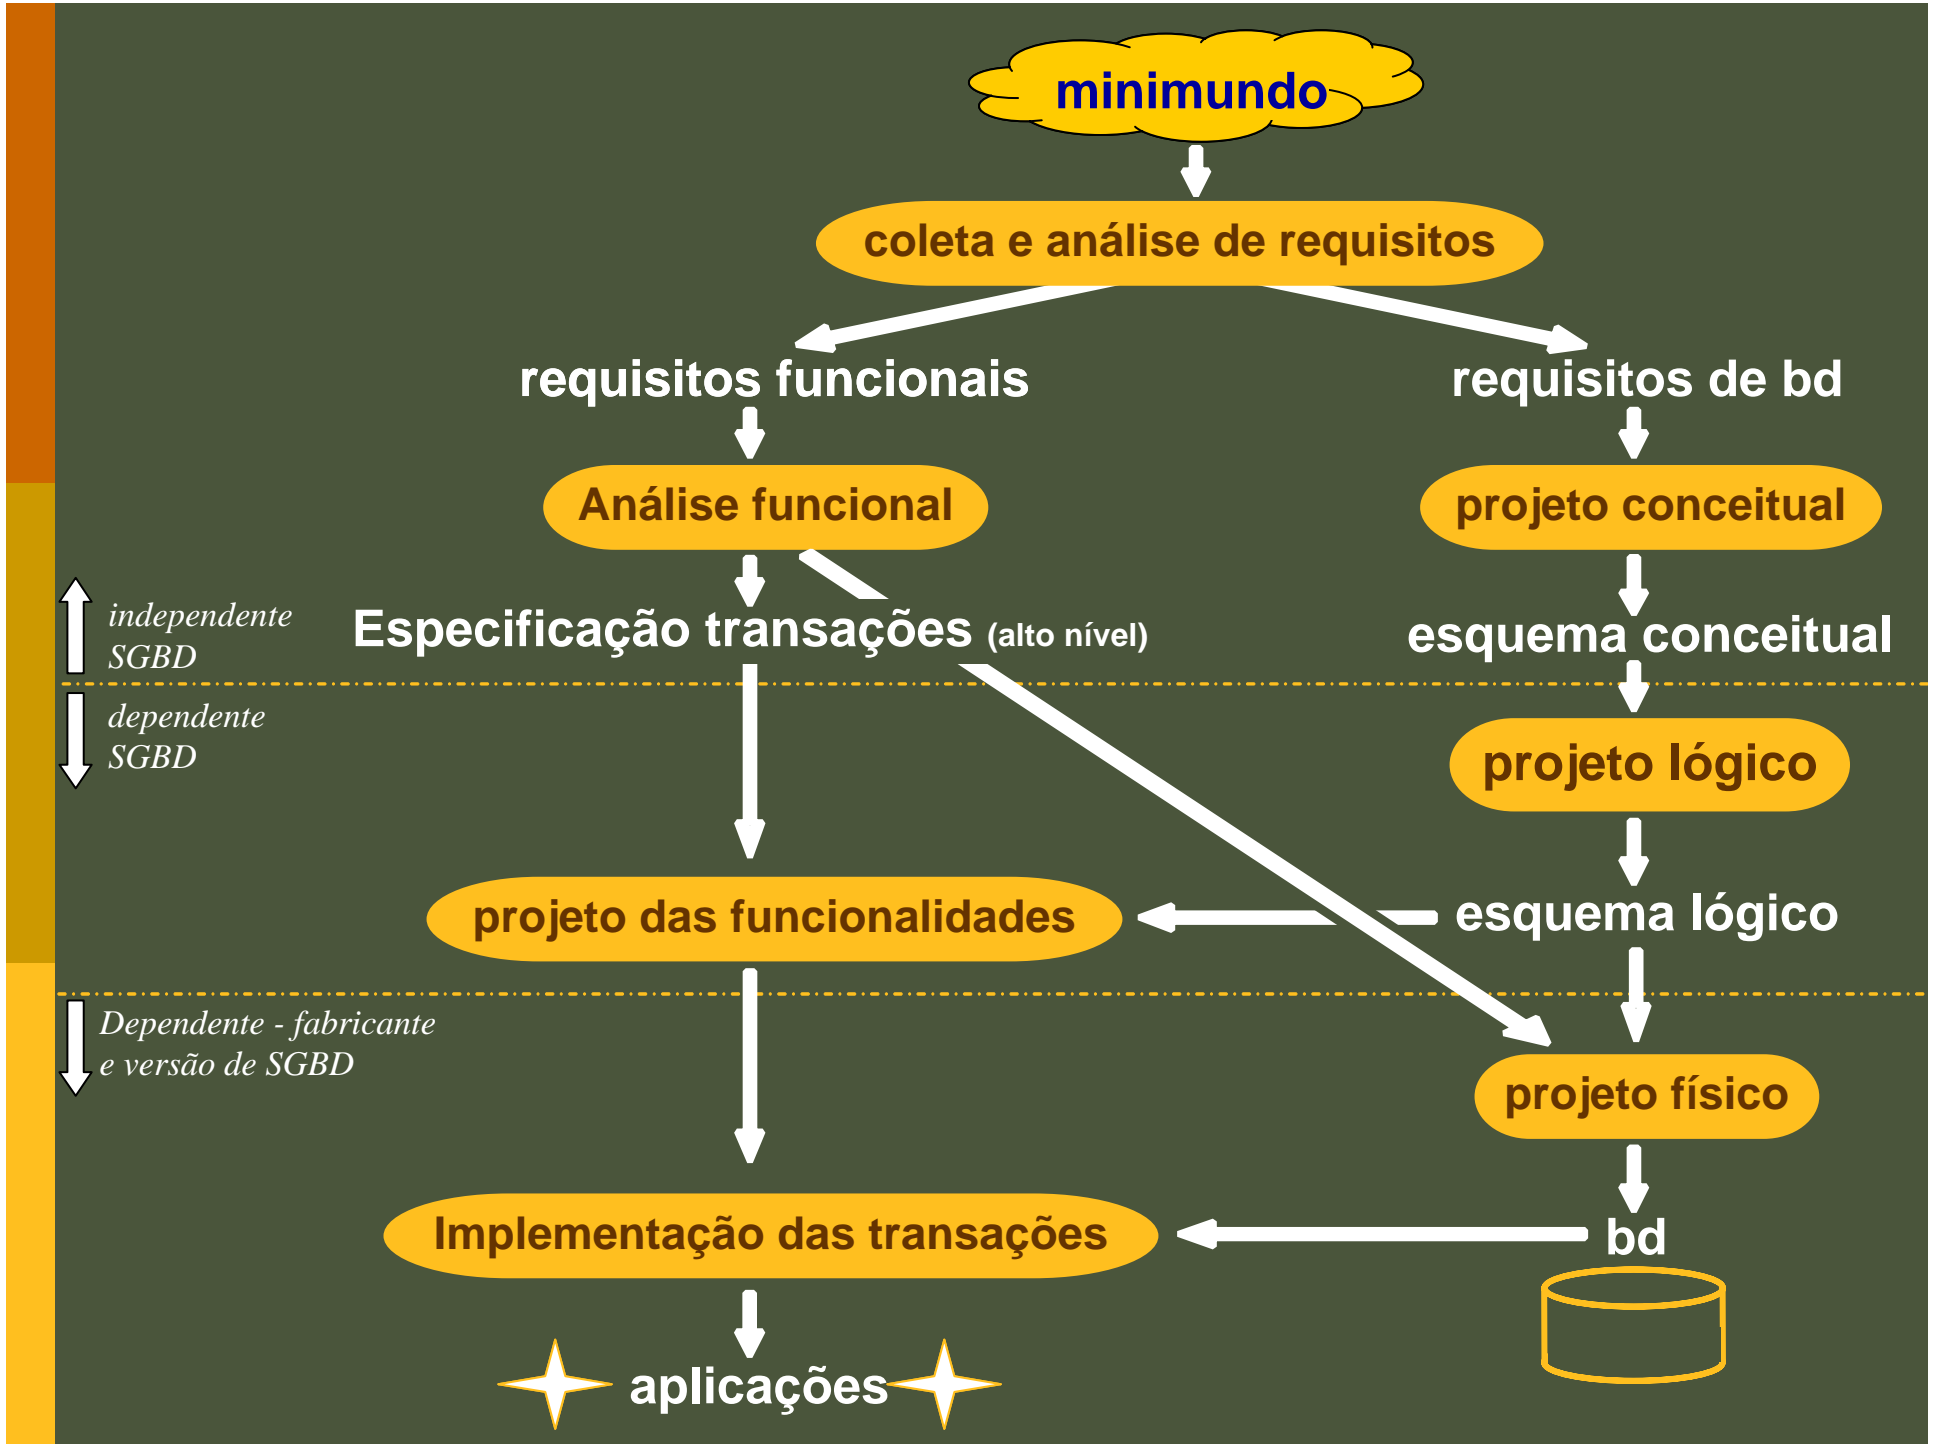 minimundo
coleta e análise de requisitos
requisitos funcionais
requisitos de bd
Análise funcional
projeto conceitual
independente
SGBD
Especificação transações (alto nível)
esquema conceitual
dependente
SGBD
projeto lógico
projeto das funcionalidades
esquema lógico
Dependente - fabricante
e versão de SGBD
projeto físico
Implementação das transações
bd
aplicações